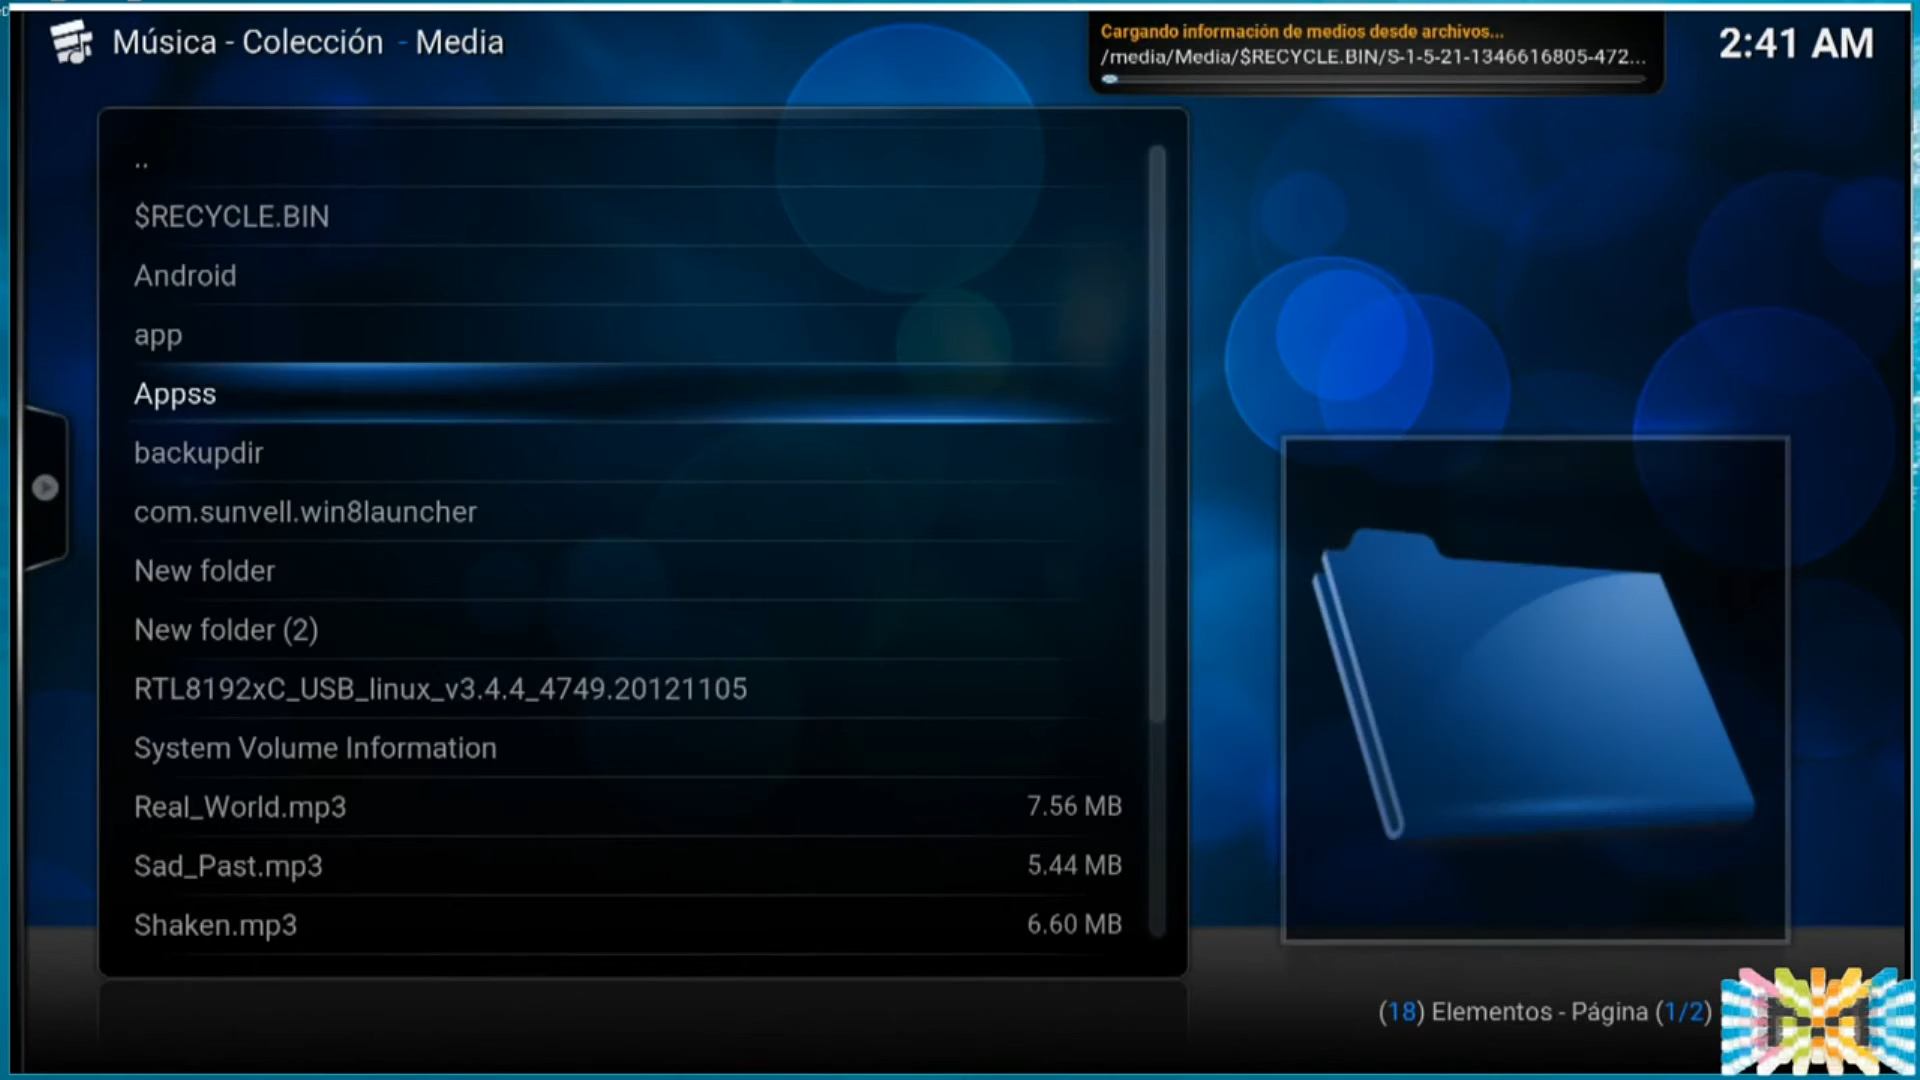 Música - Colección - Media
Cargando información de medios desde archivos...
/media/Media/$RECYCLE.BIN/S-1-5-21-1346616805-472...
2:41 AM
..
$RECYCLE.BIN
Android
app
Appss
backupdir
com.sunvell.win8launcher
New folder
New folder (2)
RTL8192xC_USB_linux_v3.4.4_4749.20121105
System Volume Information
Real_World.mp3 7.56 MB
Sad_Past.mp3 5.44 MB
Shaken.mp3 6.60 MB
(18) Elementos - Página (1/2)